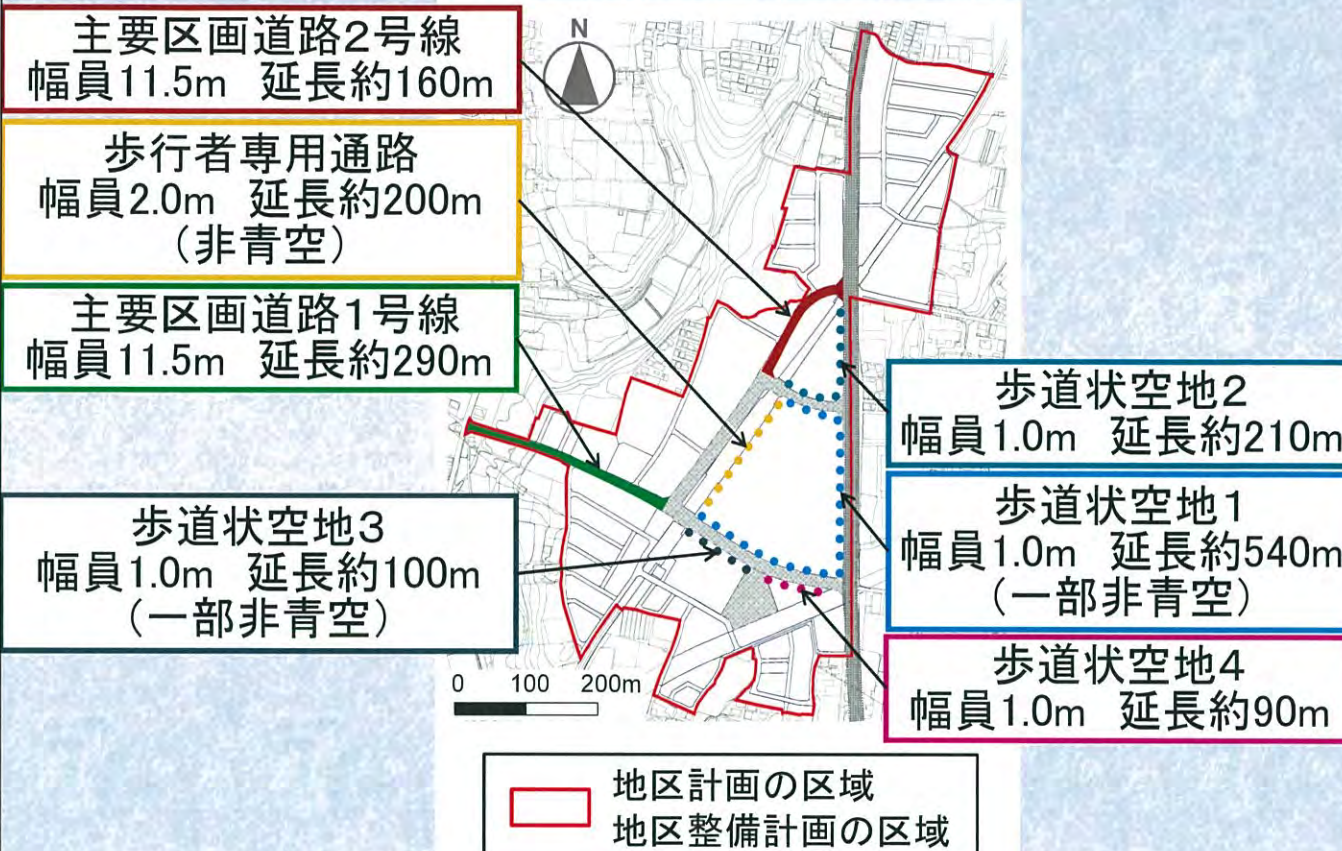 主要区画道路2号線
幅員11.5m 延長約160m
歩行者専用通路
幅員2.0m 延長約200m
（非青空）
主要区画道路1号線
幅員11.5m 延長約290m
歩道状空地3
幅員1.0m 延長約100m
（一部非青空）
N
歩道状空地2
幅員1.0m 延長約210m
歩道状空地1
幅員1.0m 延長約540m
（一部非青空）
歩道状空地4
幅員1.0m 延長約90m
0 100 200m
地区計画の区域
地区整備計画の区域